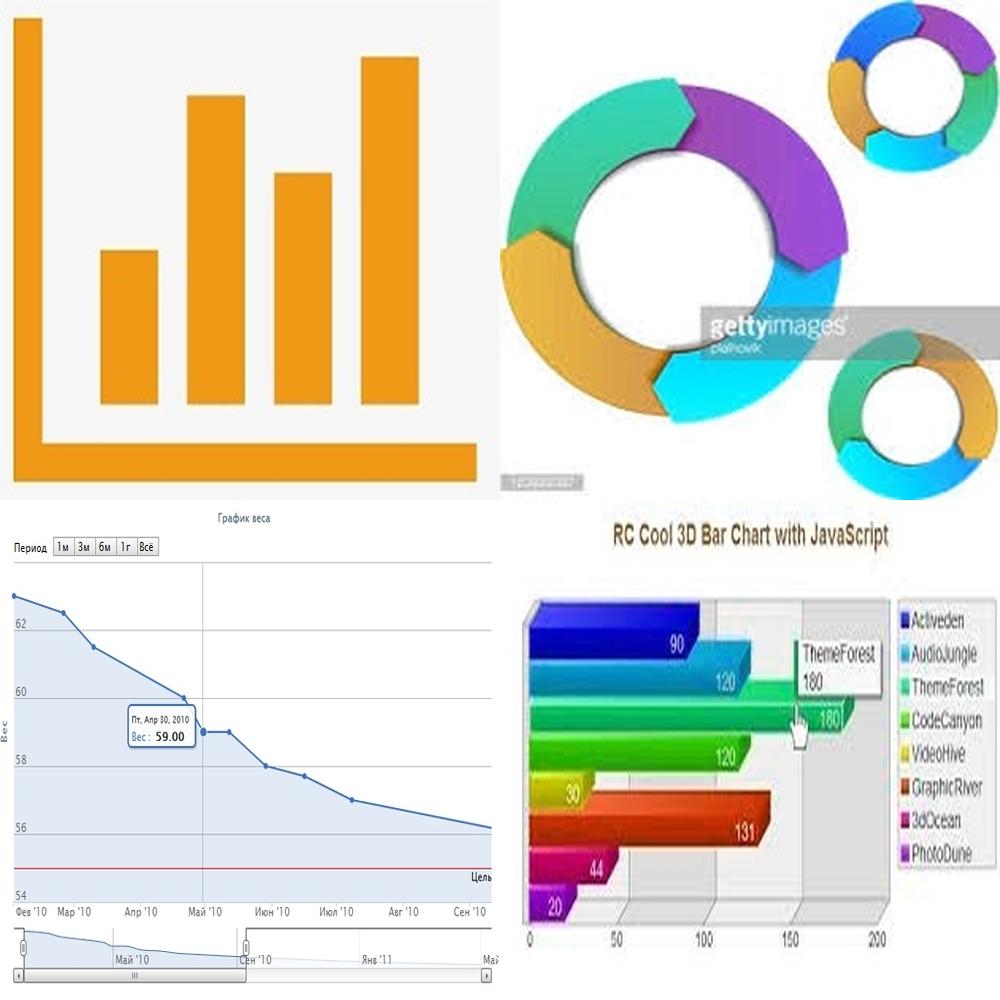 gettyimages
График веса
Период 1м 3м 6м 1г Всё
62
60
Пт, Апр 30, 2010
Вес : 59.00
Вес
58
56
Цель
54
Фев '10 Мар '10 Апр '10 Май '10 Июн '10 Июл '10 Авг '10 Сен '10
Май '10 Сен '10 Янв '11
RC Cool 3D Bar Chart with JavaScript
90
120
180
120
30
131
44
20
ThemeForest
180
0 50 100 150 200
Activeden
AudioJungle
ThemeForest
CodeCanyon
VideoHive
GraphicRiver
3dOcean
PhotoDune